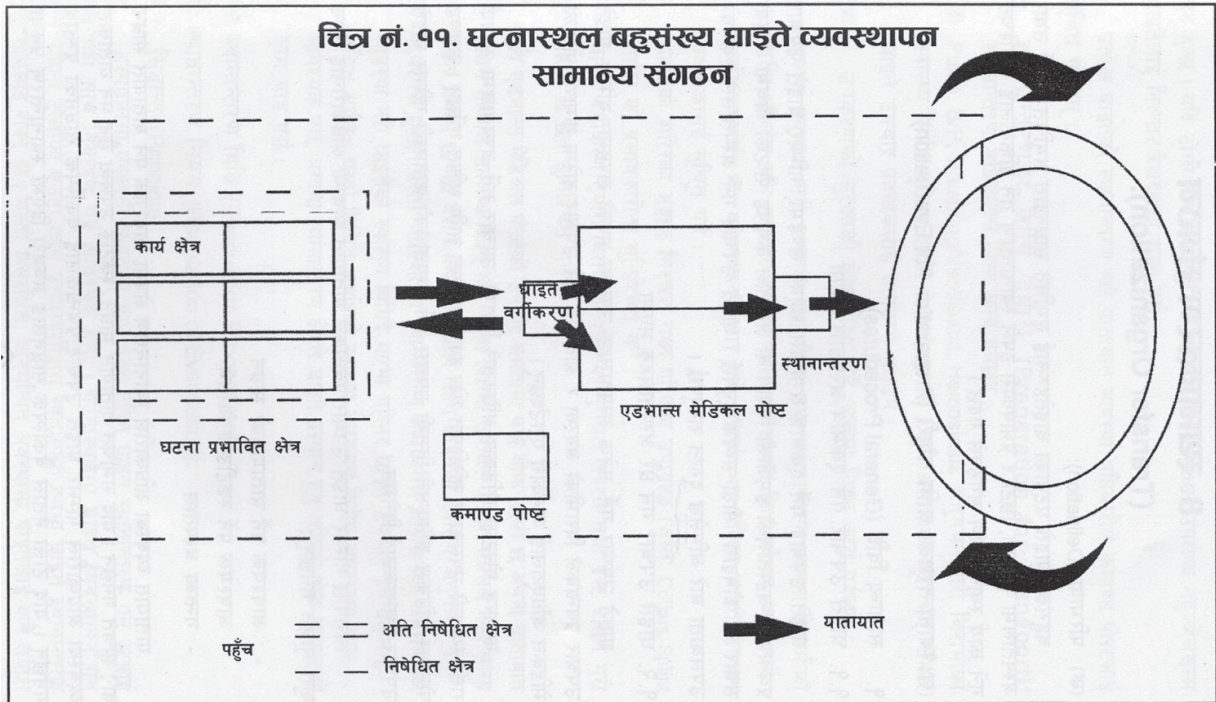 चित्र नं. ११. घटनास्थल बहुसंख्य घाइते व्यवस्थापन
सामान्य संगठन
कार्य क्षेत्र
घाइते
वर्गीकरण
स्थानान्तरण
एडभान्स मेडिकल पोष्ट
घटना प्रभावित क्षेत्र
कमाण्ड पोष्ट
पहुँच
अति निषेधित क्षेत्र
निषेधित क्षेत्र
यातायात